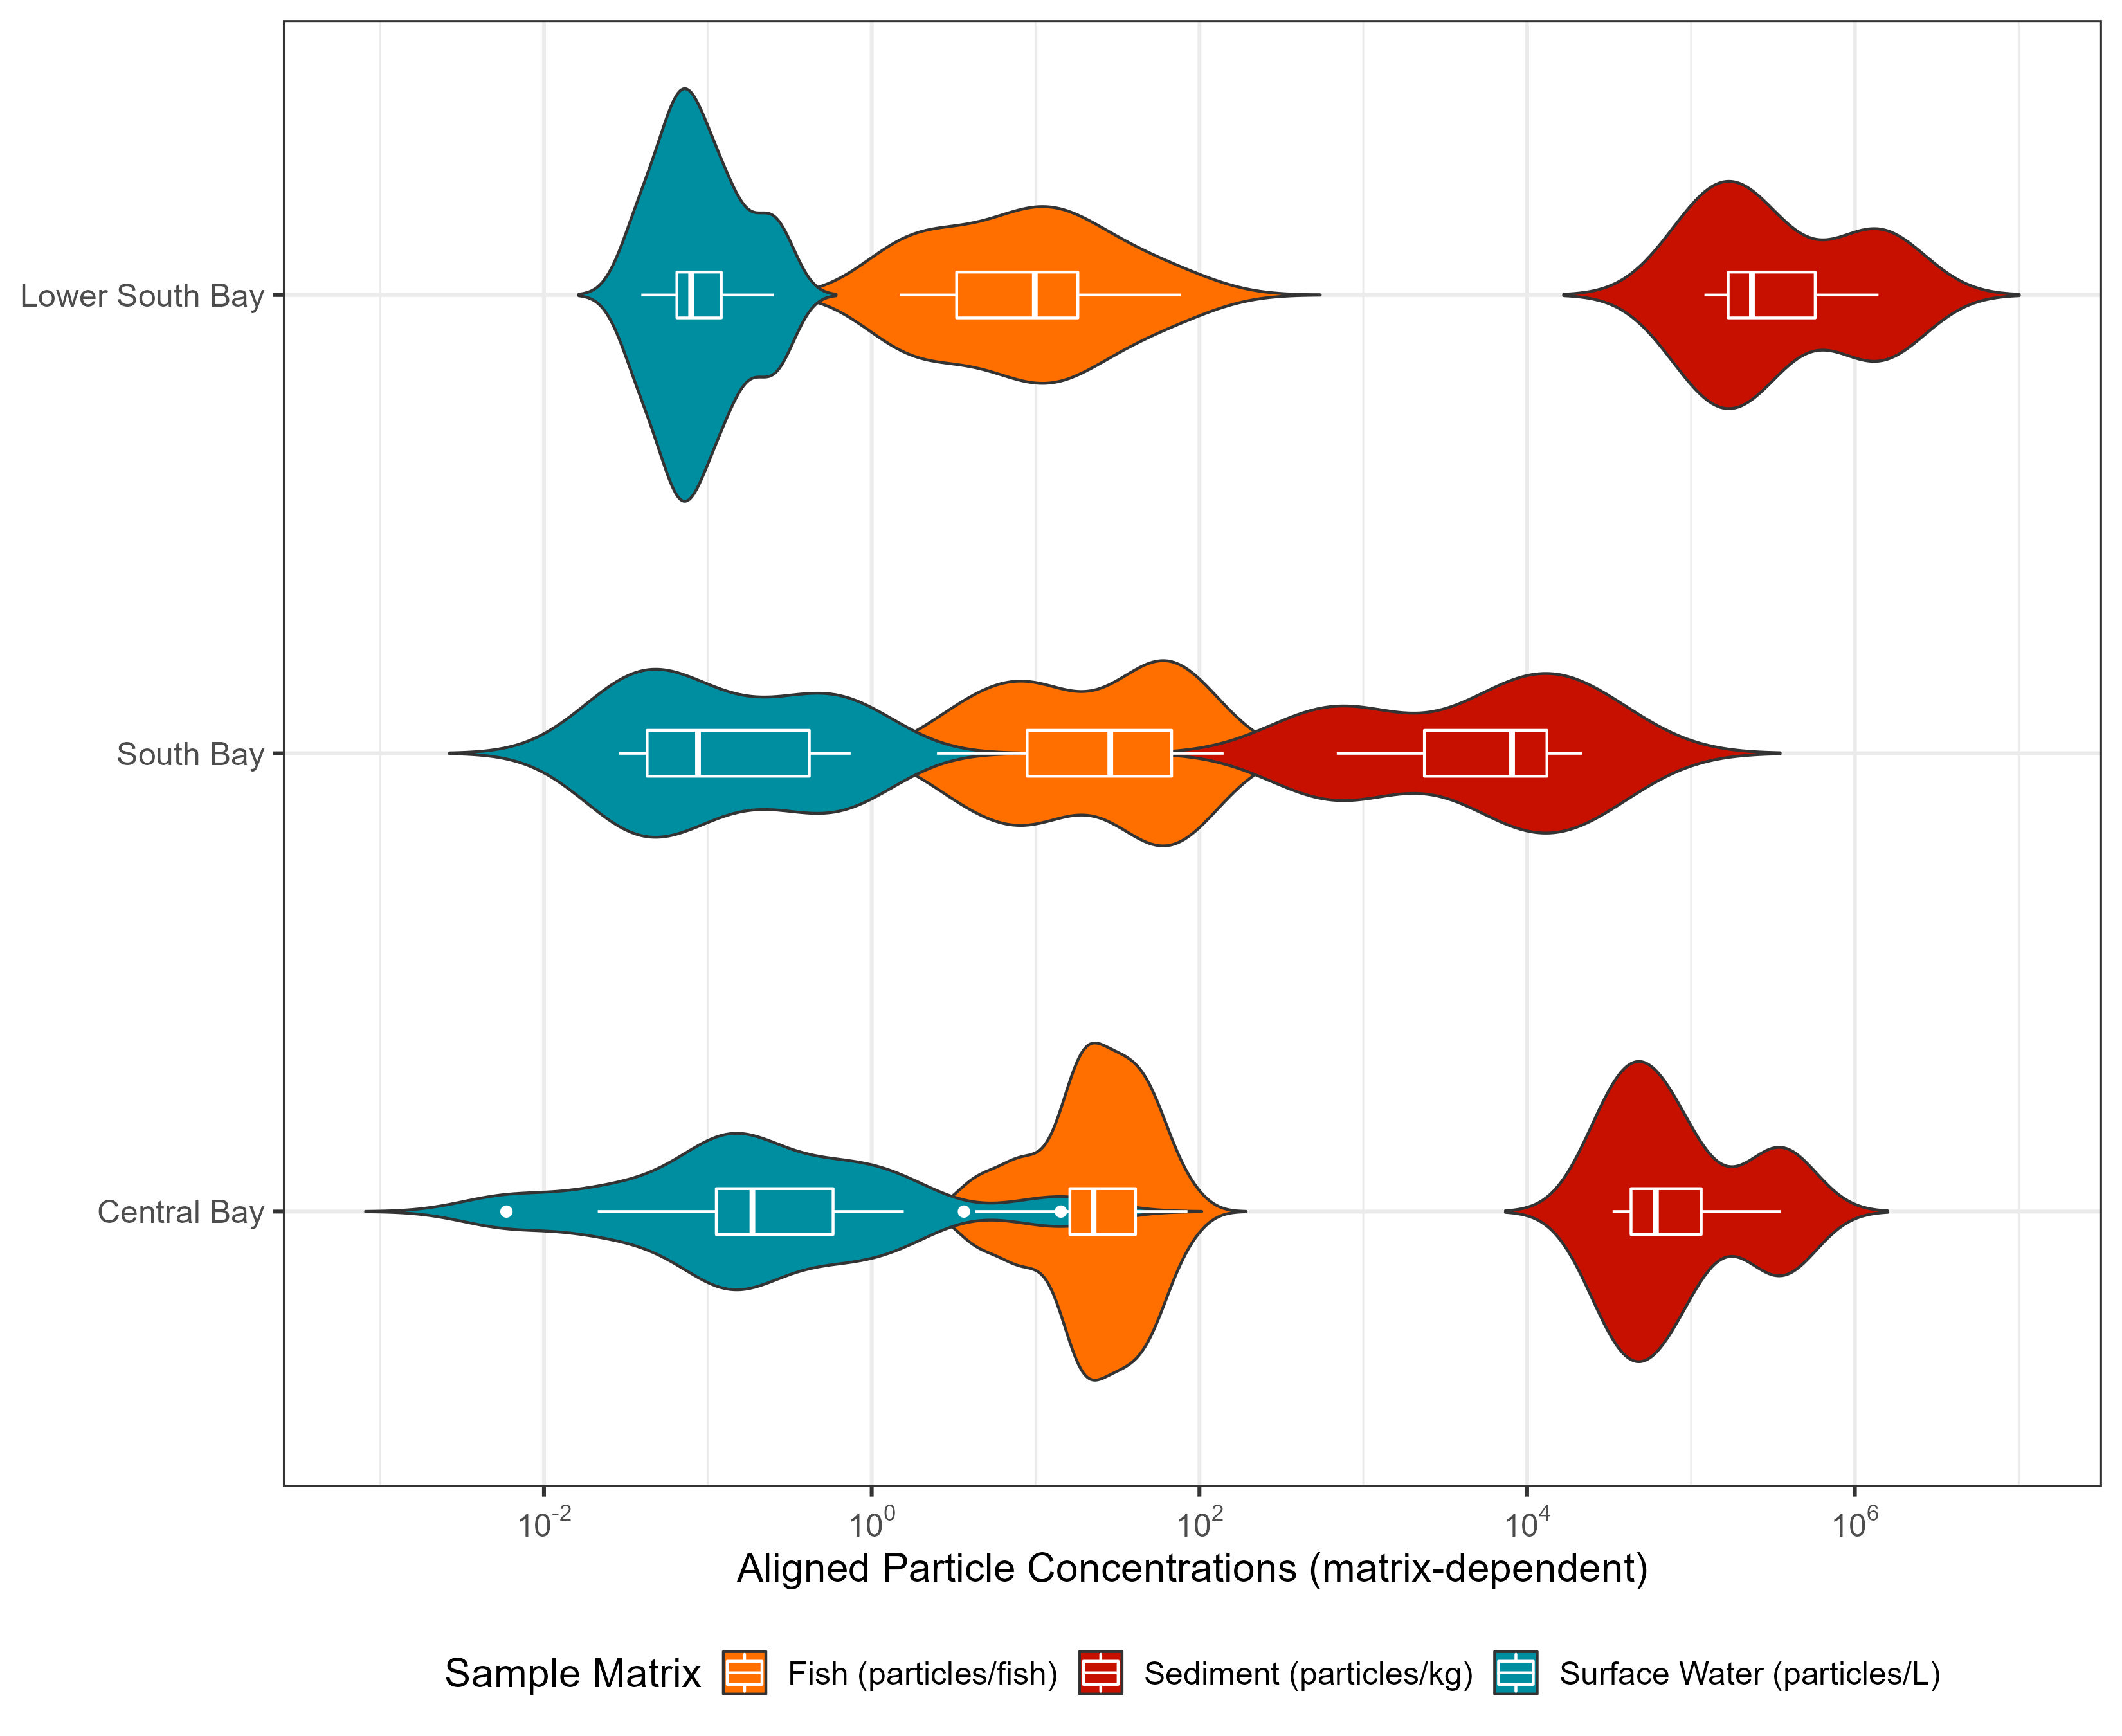 Lower South Bay
South Bay
Central Bay
10⁻² 10⁰ 10² 10⁴ 10⁶
Aligned Particle Concentrations (matrix-dependent)
Sample Matrix Fish (particles/fish) Sediment (particles/kg) Surface Water (particles/L)